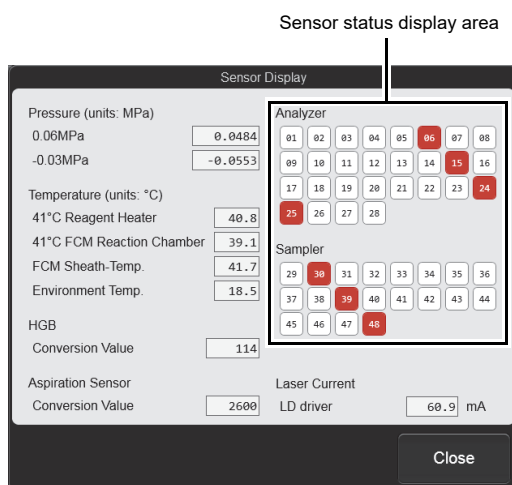 Sensor status display area
Sensor Display
Pressure (units: MPa)
0.06MPa 0.0484
-0.03MPa -0.0553
Temperature (units: °C)
41°C Reagent Heater 40.8
41°C FCM Reaction Chamber 39.1
FCM Sheath-Temp. 41.7
Environment Temp. 18.5
HGB
Conversion Value 114
Aspiration Sensor
Conversion Value 2600
Analyzer
01 02 03 04 05 06 07 08
09 10 11 12 13 14 15 16
17 18 19 20 21 22 23 24
25 26 27 28
Sampler
29 30 31 32 33 34 35 36
37 38 39 40 41 42 43 44
45 46 47 48
Laser Current
LD driver 60.9 mA
Close